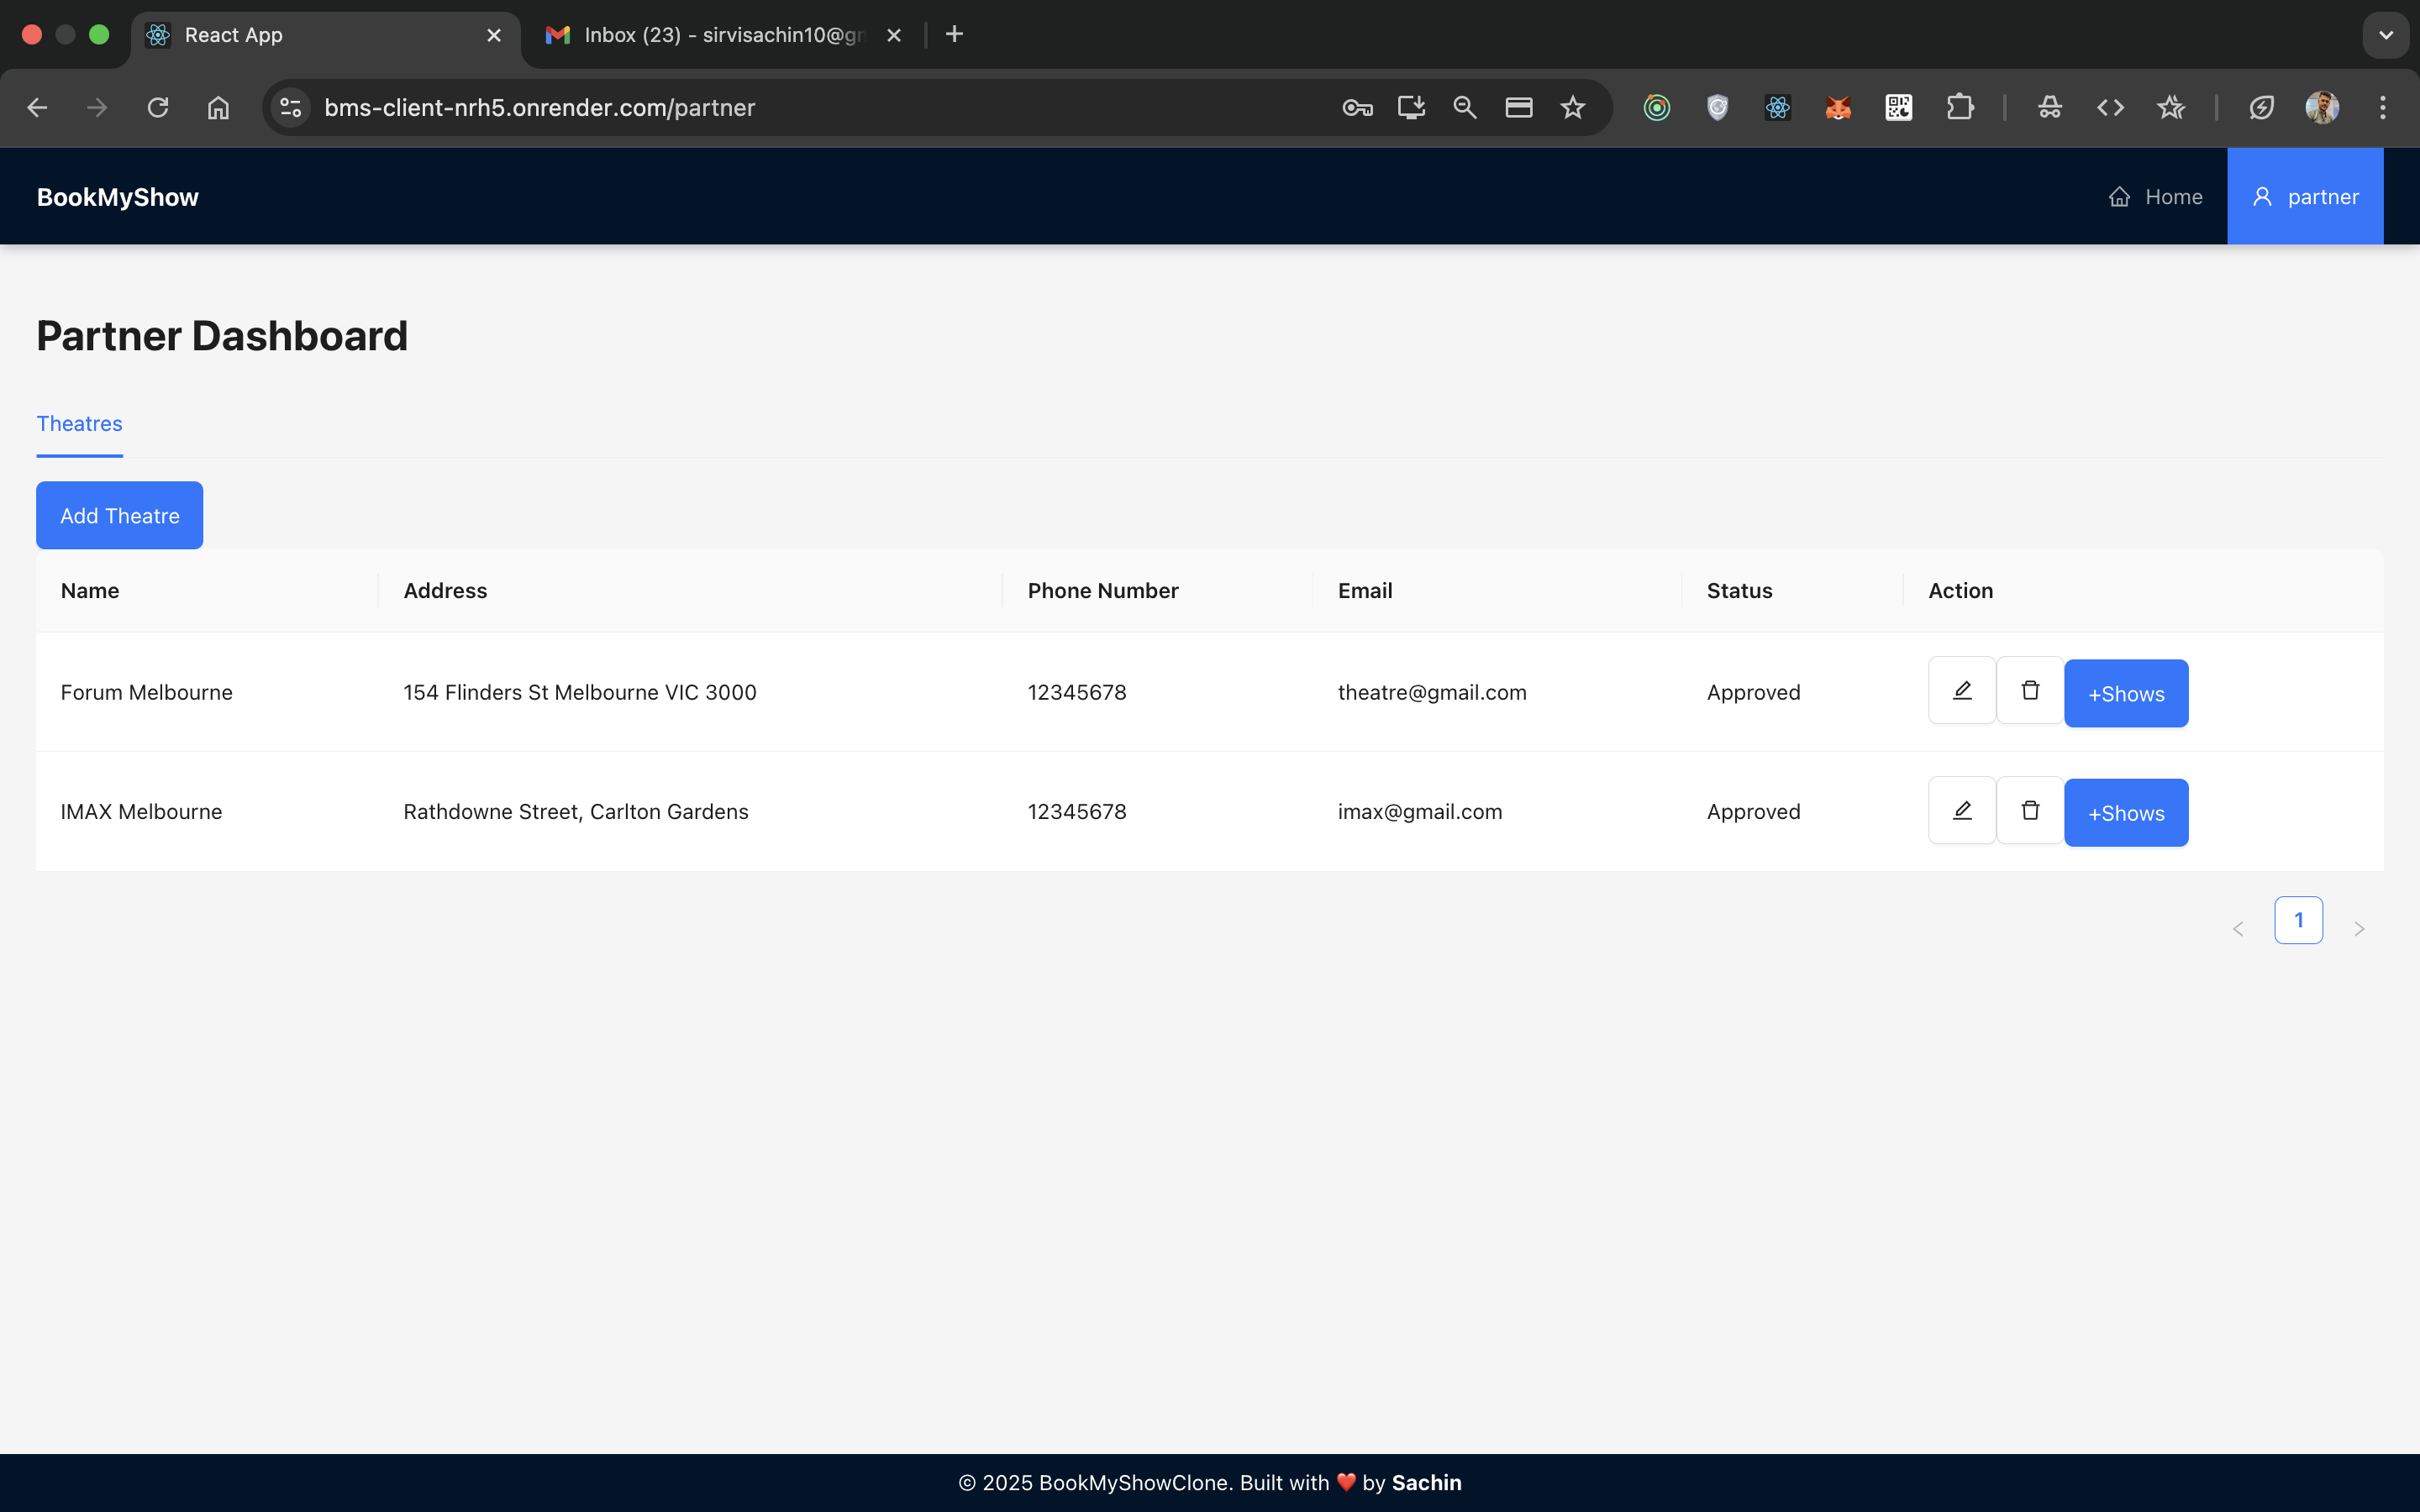 React App
Inbox (23) - sirvisachin10@gm
bms-client-nrh5.onrender.com/partner
BookMyShow
Home
partner
Partner Dashboard
Theatres
Add Theatre
Name Address Phone Number Email Status Action
Forum Melbourne 154 Flinders St Melbourne VIC 3000 12345678 theatre@gmail.com Approved +Shows
IMAX Melbourne Rathdowne Street, Carlton Gardens 12345678 imax@gmail.com Approved +Shows
1
© 2025 BookMyShowClone. Built with ❤️ by Sachin